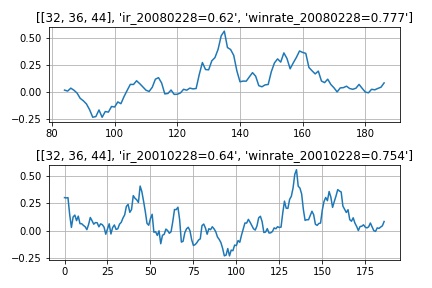 [[32, 36, 44], 'ir_20080228=0.62', 'winrate_20080228=0.777']
0.50
0.25
0.00
−0.25
80 100 120 140 160 180
[[32, 36, 44], 'ir_20010228=0.64', 'winrate_20010228=0.754']
0.50
0.25
0.00
−0.25
0 25 50 75 100 125 150 175